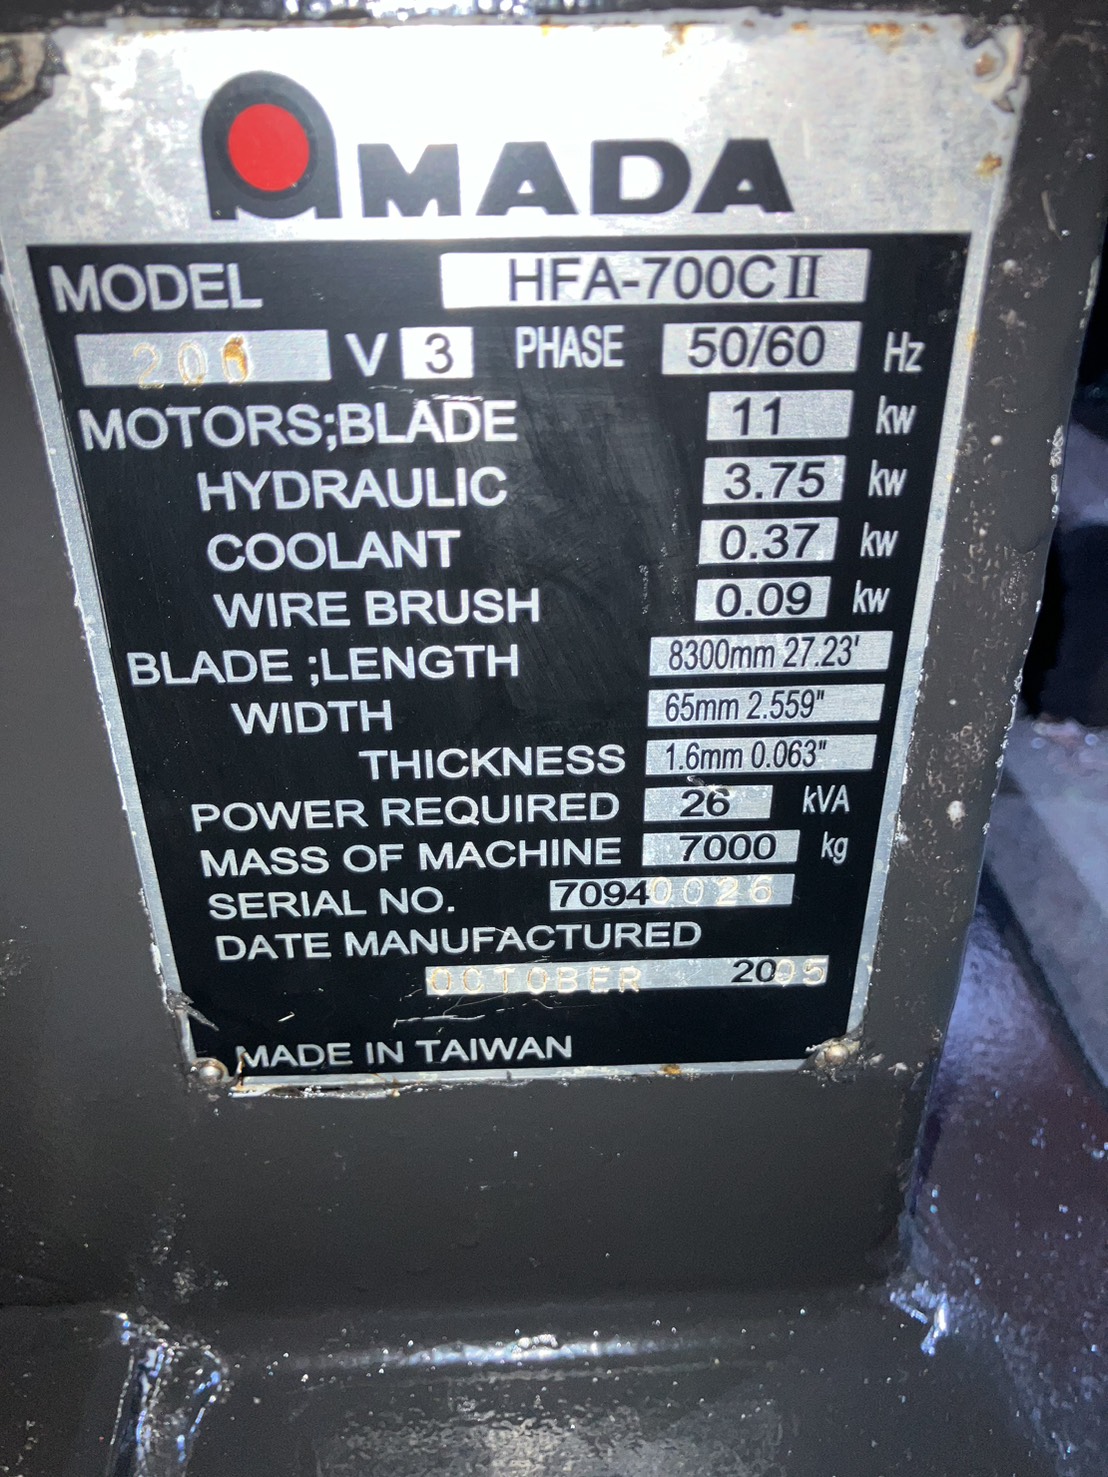 AMADA
MODEL HFA-700CⅡ
200 V 3 PHASE 50/60 Hz
MOTORS;BLADE 11 kw
HYDRAULIC 3.75 kw
COOLANT 0.37 kw
WIRE BRUSH 0.09 kw
BLADE ;LENGTH 8300mm 27.23'
WIDTH 65mm 2.559"
THICKNESS 1.6mm 0.063"
POWER REQUIRED 26 kVA
MASS OF MACHINE 7000 kg
SERIAL NO. 70940026
DATE MANUFACTURED
OCTOBER 2005
MADE IN TAIWAN